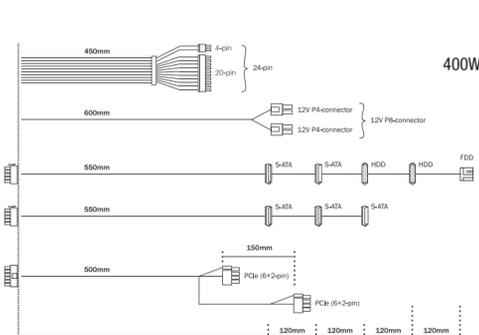 450mm
4-pin
24-pin
20-pin
400W
600mm
12V P4-connector
12V P8-connector
12V P4-connector
550mm
S-ATA
S-ATA
HDD
HDD
FDD
550mm
S-ATA
S-ATA
S-ATA
150mm
500mm
PCIe (6+2-pin)
PCIe (6+2-pin)
120mm
120mm
120mm
120mm